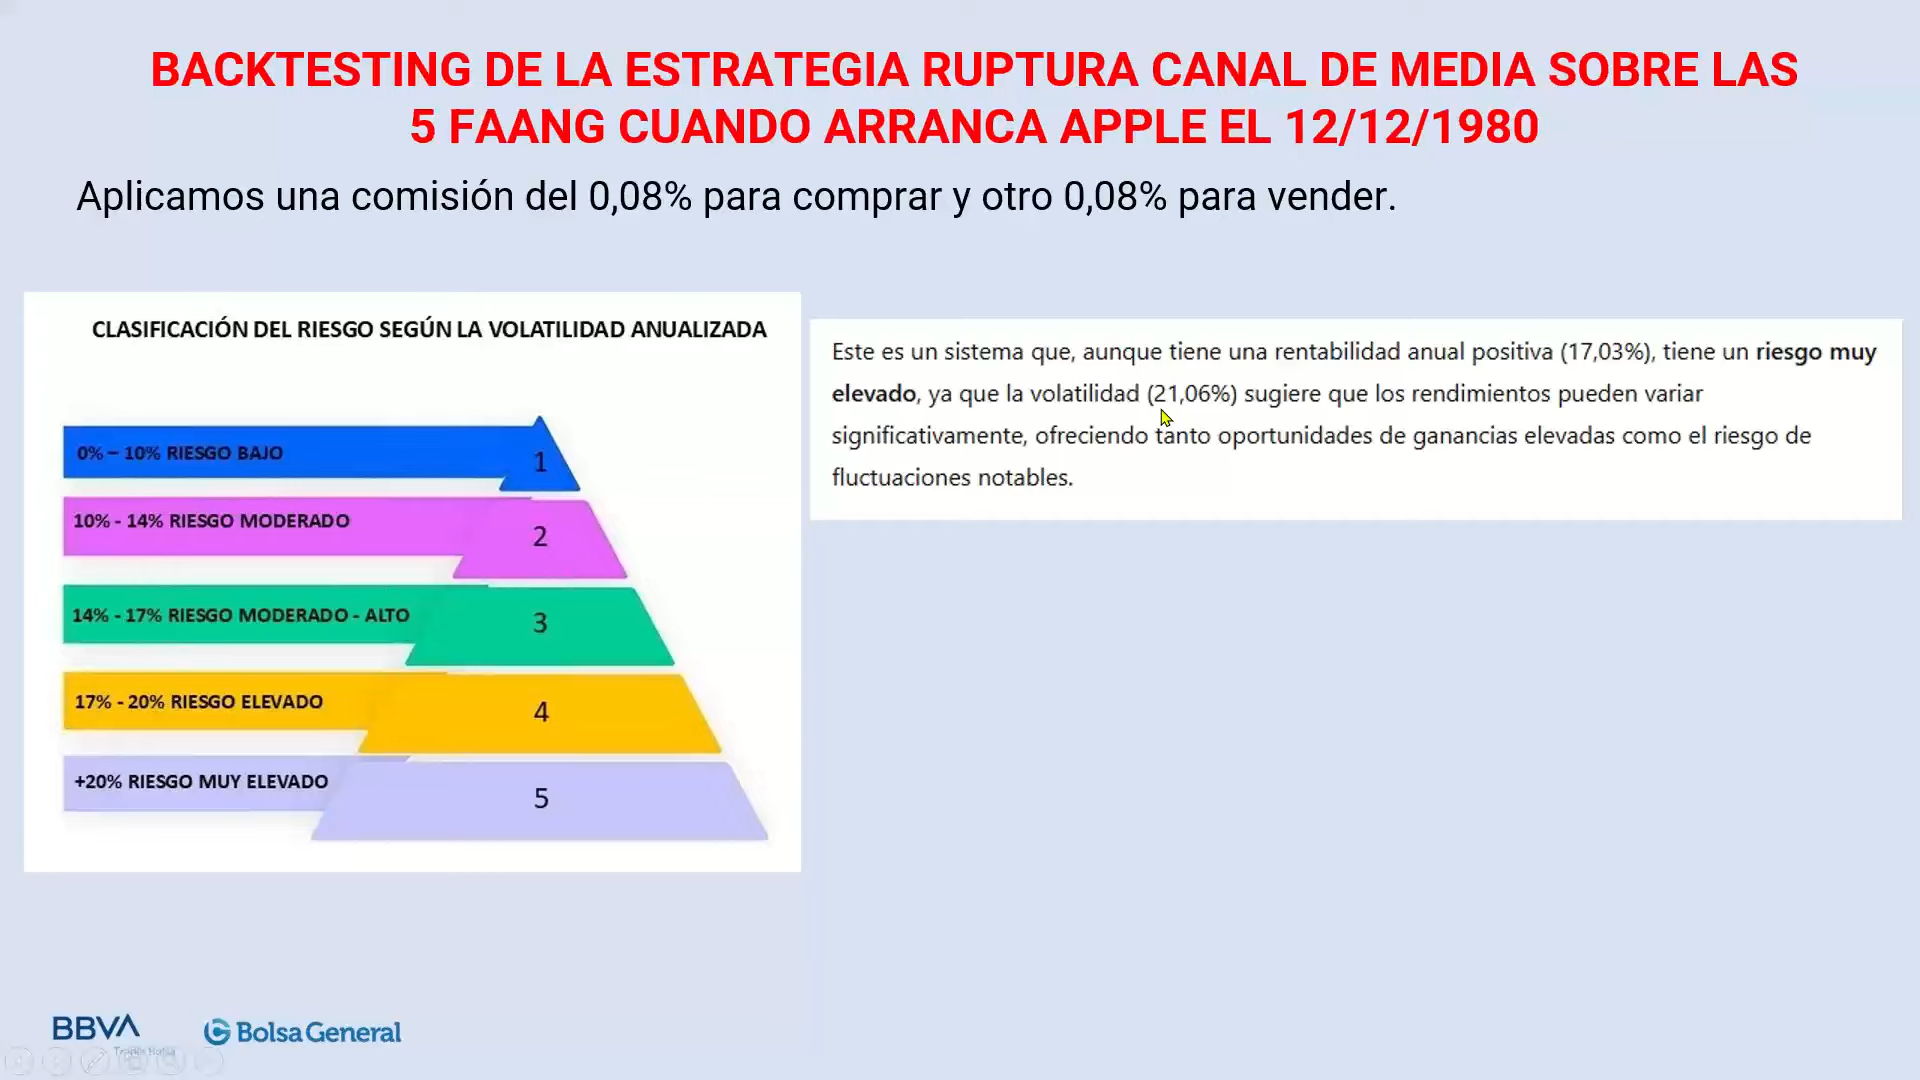 BACKTESTING DE LA ESTRATEGIA RUPTURA CANAL DE MEDIA SOBRE LAS
5 FAANG CUANDO ARRANCA APPLE EL 12/12/1980
Aplicamos una comisión del 0,08% para comprar y otro 0,08% para vender.
CLASIFICACIÓN DEL RIESGO SEGÚN LA VOLATILIDAD ANUALIZADA
0% – 10% RIESGO BAJO
1
10% - 14% RIESGO MODERADO
2
14% - 17% RIESGO MODERADO - ALTO
3
17% - 20% RIESGO ELEVADO
4
+20% RIESGO MUY ELEVADO
5
Este es un sistema que, aunque tiene una rentabilidad anual positiva (17,03%), tiene un riesgo muy
elevado, ya que la volatilidad (21,06%) sugiere que los rendimientos pueden variar
significativamente, ofreciendo tanto oportunidades de ganancias elevadas como el riesgo de
fluctuaciones notables.
BBVA
Bolsa General